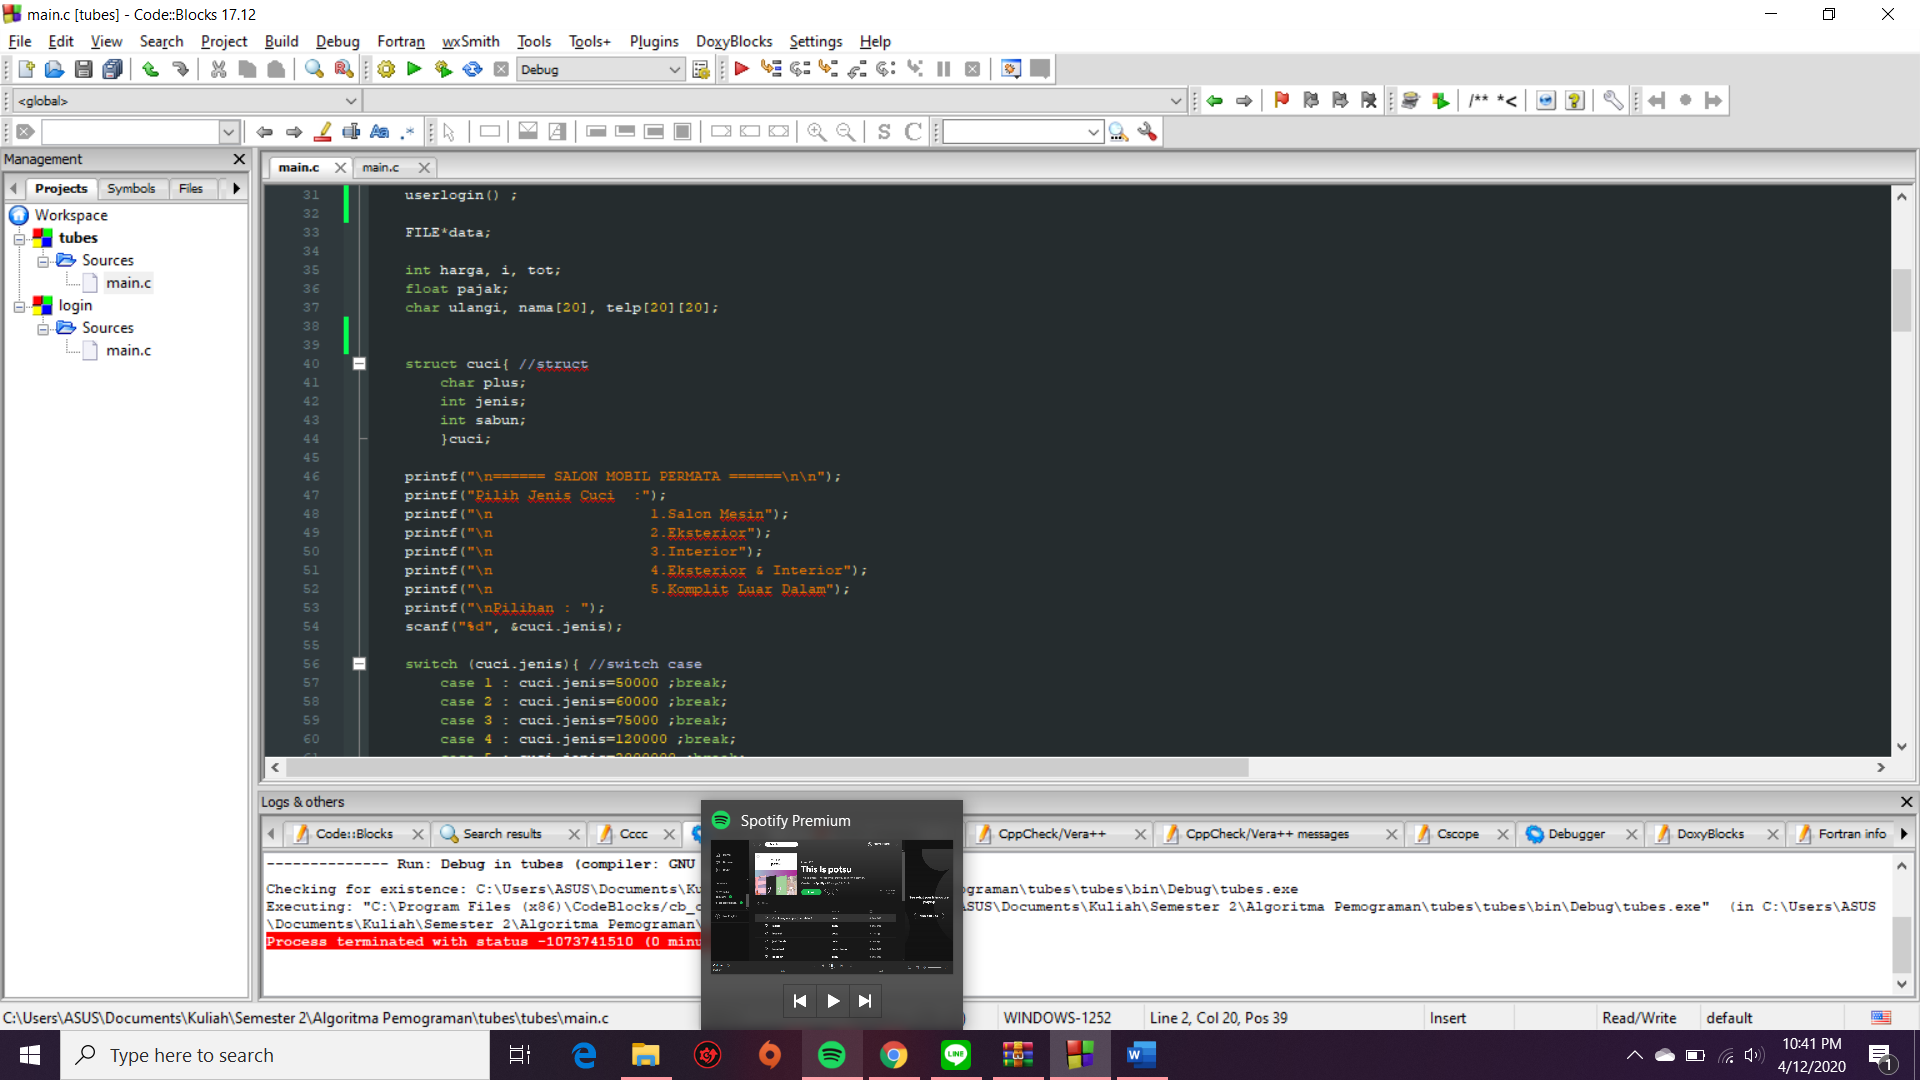 main.c [tubes] - Code::Blocks 17.12
File Edit View Search Project Build Debug Fortran wxSmith Tools Tools+ Plugins DoxyBlocks Settings Help
Debug
<global>
/** *<
Management
Projects Symbols Files
Workspace
tubes
Sources
main.c
login
Sources
main.c
main.c main.c
31 userlogin() ;
32
33 FILE*data;
34
35 int harga, i, tot;
36 float pajak;
37 char ulangi, nama[20], telp[20][20];
38
39
40 struct cuci{ //struct
41 char plus;
42 int jenis;
43 int sabun;
44 }cuci;
45
46 printf("\n====== SALON MOBIL PERMATA ======\n\n");
47 printf("Pilih Jenis Cuci  :");
48 printf("\n                  1.Salon Mesin");
49 printf("\n                  2.Eksterior");
50 printf("\n                  3.Interior");
51 printf("\n                  4.Eksterior & Interior");
52 printf("\n                  5.Komplit Luar Dalam");
53 printf("\nPilihan : ");
54 scanf("%d", &cuci.jenis);
55
56 switch (cuci.jenis){ //switch case
57 case 1 : cuci.jenis=50000 ;break;
58 case 2 : cuci.jenis=60000 ;break;
59 case 3 : cuci.jenis=75000 ;break;
60 case 4 : cuci.jenis=120000 ;break;
Logs & others
Code::Blocks Search results Cccc CppCheck/Vera++ CppCheck/Vera++ messages Cscope Debugger DoxyBlocks Fortran info
-------------- Run: Debug in tubes (compiler: GNU
Checking for existence: C:\Users\ASUS\Documents\Ku ograman\tubes\tubes\bin\Debug\tubes.exe
Executing: "C:\Program Files (x86)\CodeBlocks/cb_c SUS\Documents\Kuliah\Semester 2\Algoritma Pemograman\tubes\tubes\bin\Debug\tubes.exe"  (in C:\Users\ASUS
\Documents\Kuliah\Semester 2\Algoritma Pemograman\
Process terminated with status -1073741510 (0 minu
Spotify Premium
This Is potsu
C:\Users\ASUS\Documents\Kuliah\Semester 2\Algoritma Pemograman\tubes\tubes\main.c
WINDOWS-1252 Line 2, Col 20, Pos 39 Insert Read/Write default
Type here to search
10:41 PM
4/12/2020
1